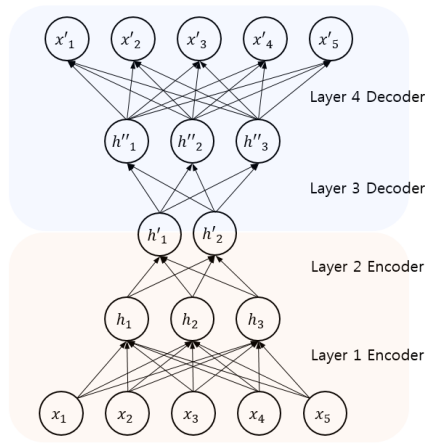 x'₁ x'₂ x'₃ x'₄ x'₅
Layer 4 Decoder
h''₁ h''₂ h''₃
Layer 3 Decoder
h'₁ h'₂
Layer 2 Encoder
h₁ h₂ h₃
Layer 1 Encoder
x₁ x₂ x₃ x₄ x₅